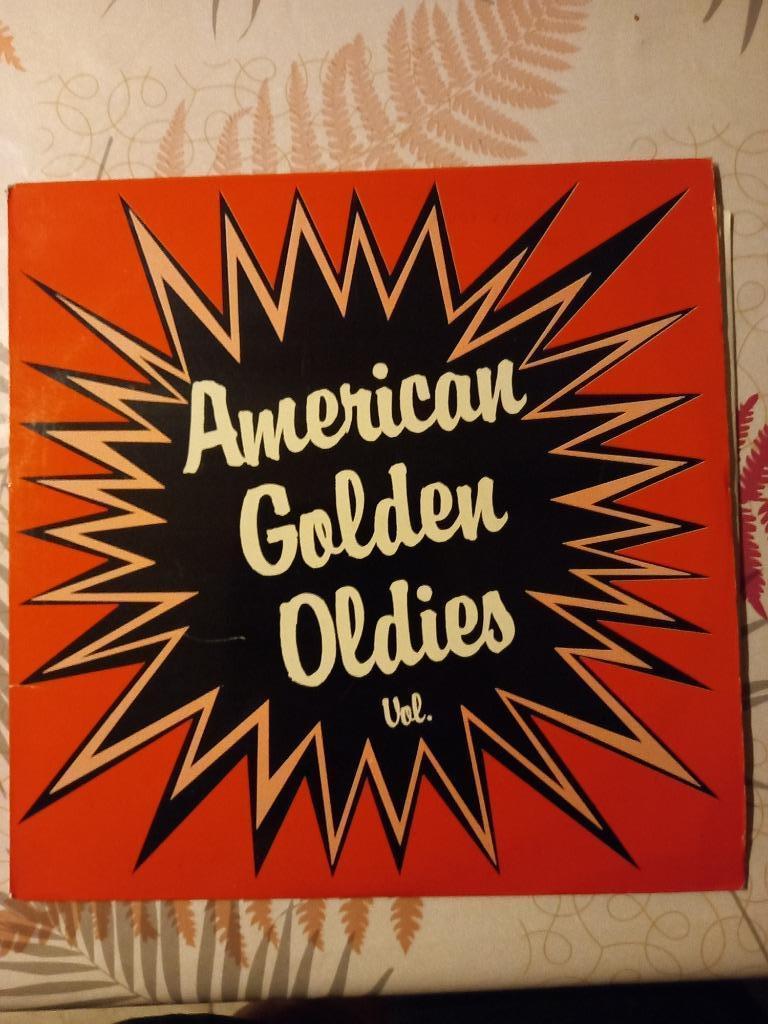 American
Golden
Oldies
Vol.